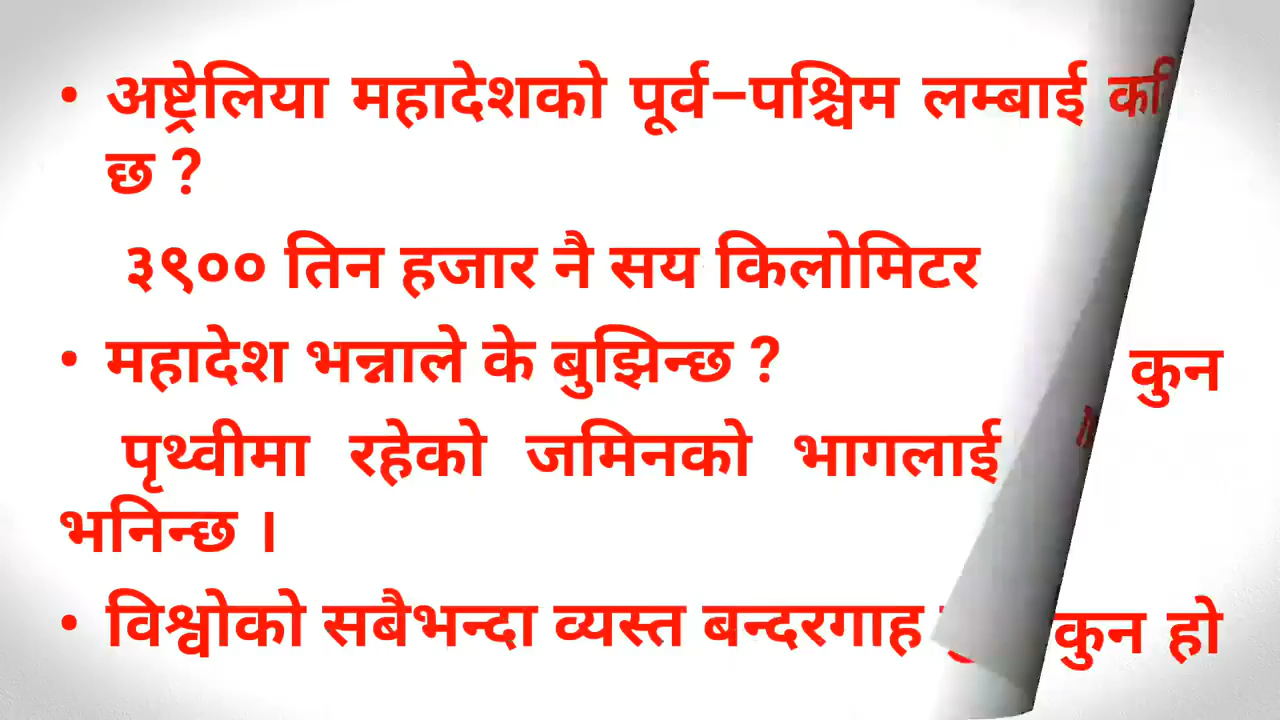 • अष्ट्रेलिया महादेशको पूर्व–पश्चिम लम्बाई
छ ?
३९०० तिन हजार नै सय किलोमिटर
• महादेश भन्नाले के बुझिन्छ ? कुन
पृथ्वीमा रहेको जमिनको भागलाई
भनिन्छ ।
• विश्वोको सबैभन्दा व्यस्त बन्दरगाह कुन हो